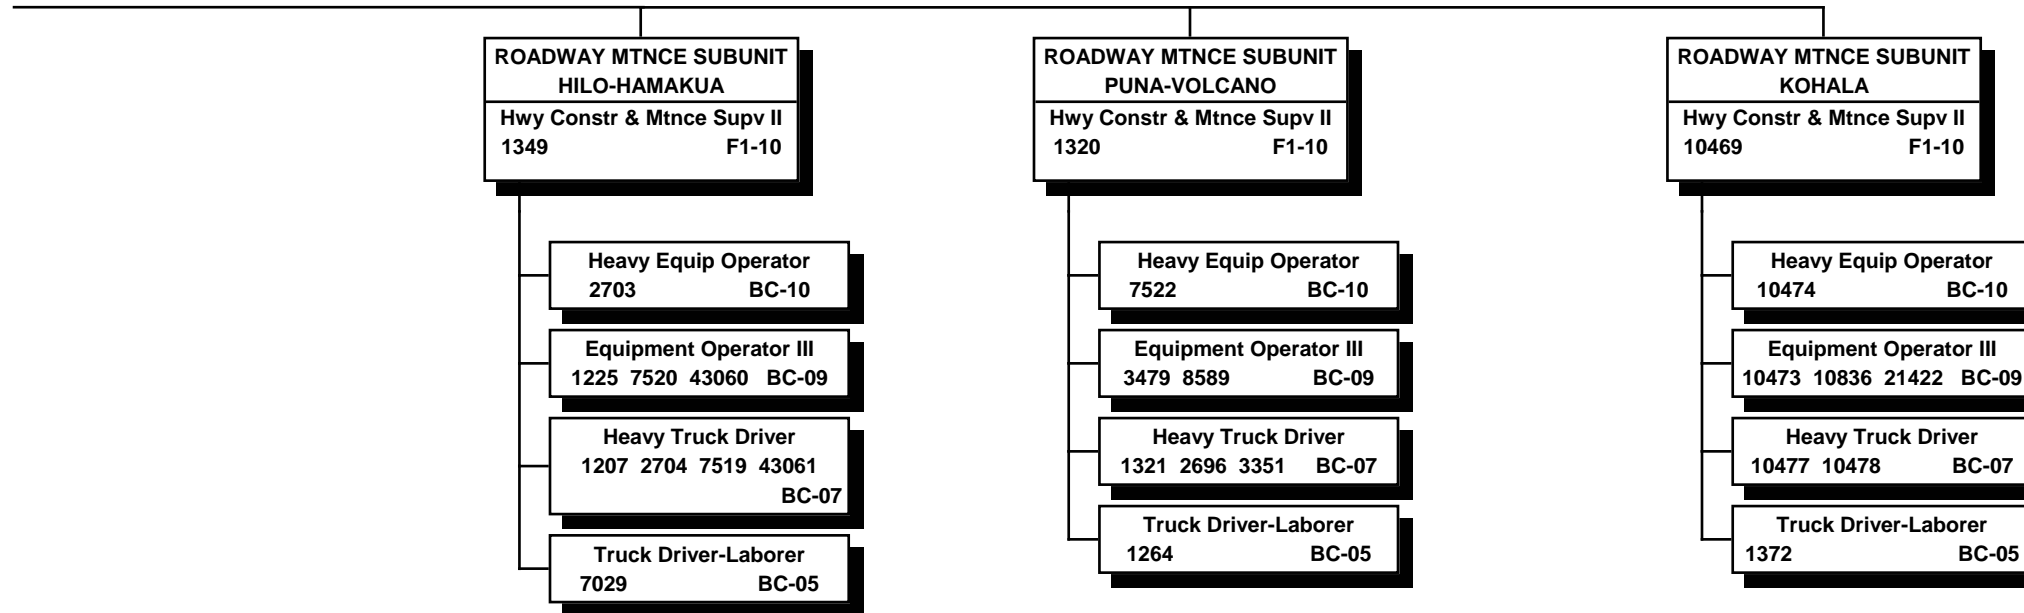 ROADWAY MTNCE SUBUNIT
HILO-HAMAKUA
Hwy Constr & Mtnce Supv II
1349 F1-10
Heavy Equip Operator
2703 BC-10
Equipment Operator III
1225 7520 43060 BC-09
Heavy Truck Driver
1207 2704 7519 43061
BC-07
Truck Driver-Laborer
7029 BC-05
ROADWAY MTNCE SUBUNIT
PUNA-VOLCANO
Hwy Constr & Mtnce Supv II
1320 F1-10
Heavy Equip Operator
7522 BC-10
Equipment Operator III
3479 8589 BC-09
Heavy Truck Driver
1321 2696 3351 BC-07
Truck Driver-Laborer
1264 BC-05
ROADWAY MTNCE SUBUNIT
KOHALA
Hwy Constr & Mtnce Supv II
10469 F1-10
Heavy Equip Operator
10474 BC-10
Equipment Operator III
10473 10836 21422 BC-09
Heavy Truck Driver
10477 10478 BC-07
Truck Driver-Laborer
1372 BC-05